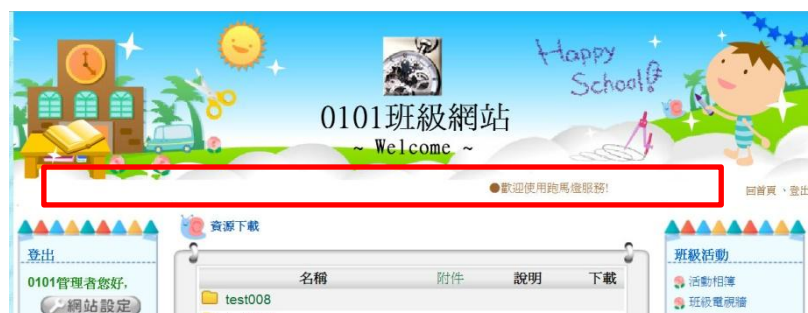 Happy
School!
0101班級網站
~ Welcome ~
●歡迎使用跑馬燈服務!
回首頁、登出
登出
0101管理者您好,
網站設定
資源下載
名稱 附件 說明 下載
test008
班級活動
活動相簿
班級電視牆